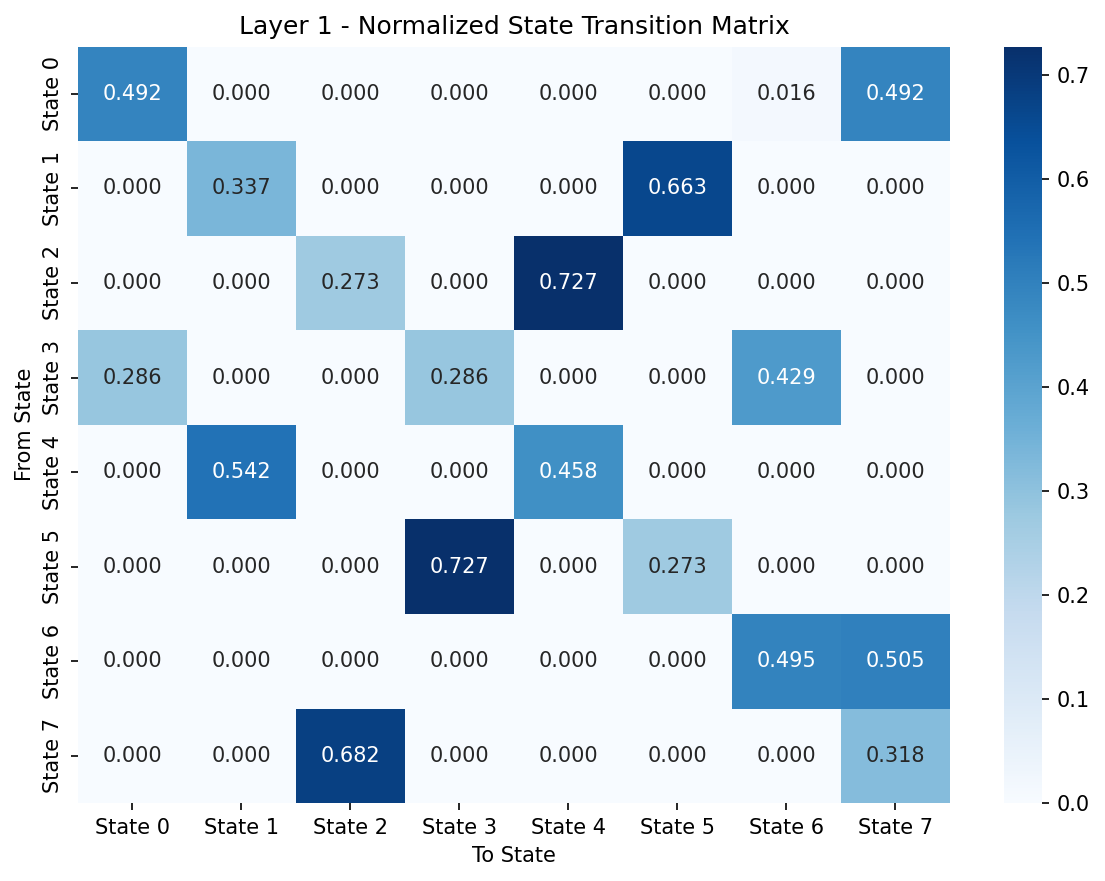 Layer 1 - Normalized State Transition Matrix
State 0
0.492 0.000 0.000 0.000 0.000 0.000 0.016 0.492
State 1
0.000 0.337 0.000 0.000 0.000 0.663 0.000 0.000
State 2
0.000 0.000 0.273 0.000 0.727 0.000 0.000 0.000
State 3
0.286 0.000 0.000 0.286 0.000 0.000 0.429 0.000
State 4
0.000 0.542 0.000 0.000 0.458 0.000 0.000 0.000
State 5
0.000 0.000 0.000 0.727 0.000 0.273 0.000 0.000
State 6
0.000 0.000 0.000 0.000 0.000 0.000 0.495 0.505
State 7
0.000 0.000 0.682 0.000 0.000 0.000 0.000 0.318
From State
State 0 State 1 State 2 State 3 State 4 State 5 State 6 State 7
To State
0.7
0.6
0.5
0.4
0.3
0.2
0.1
0.0